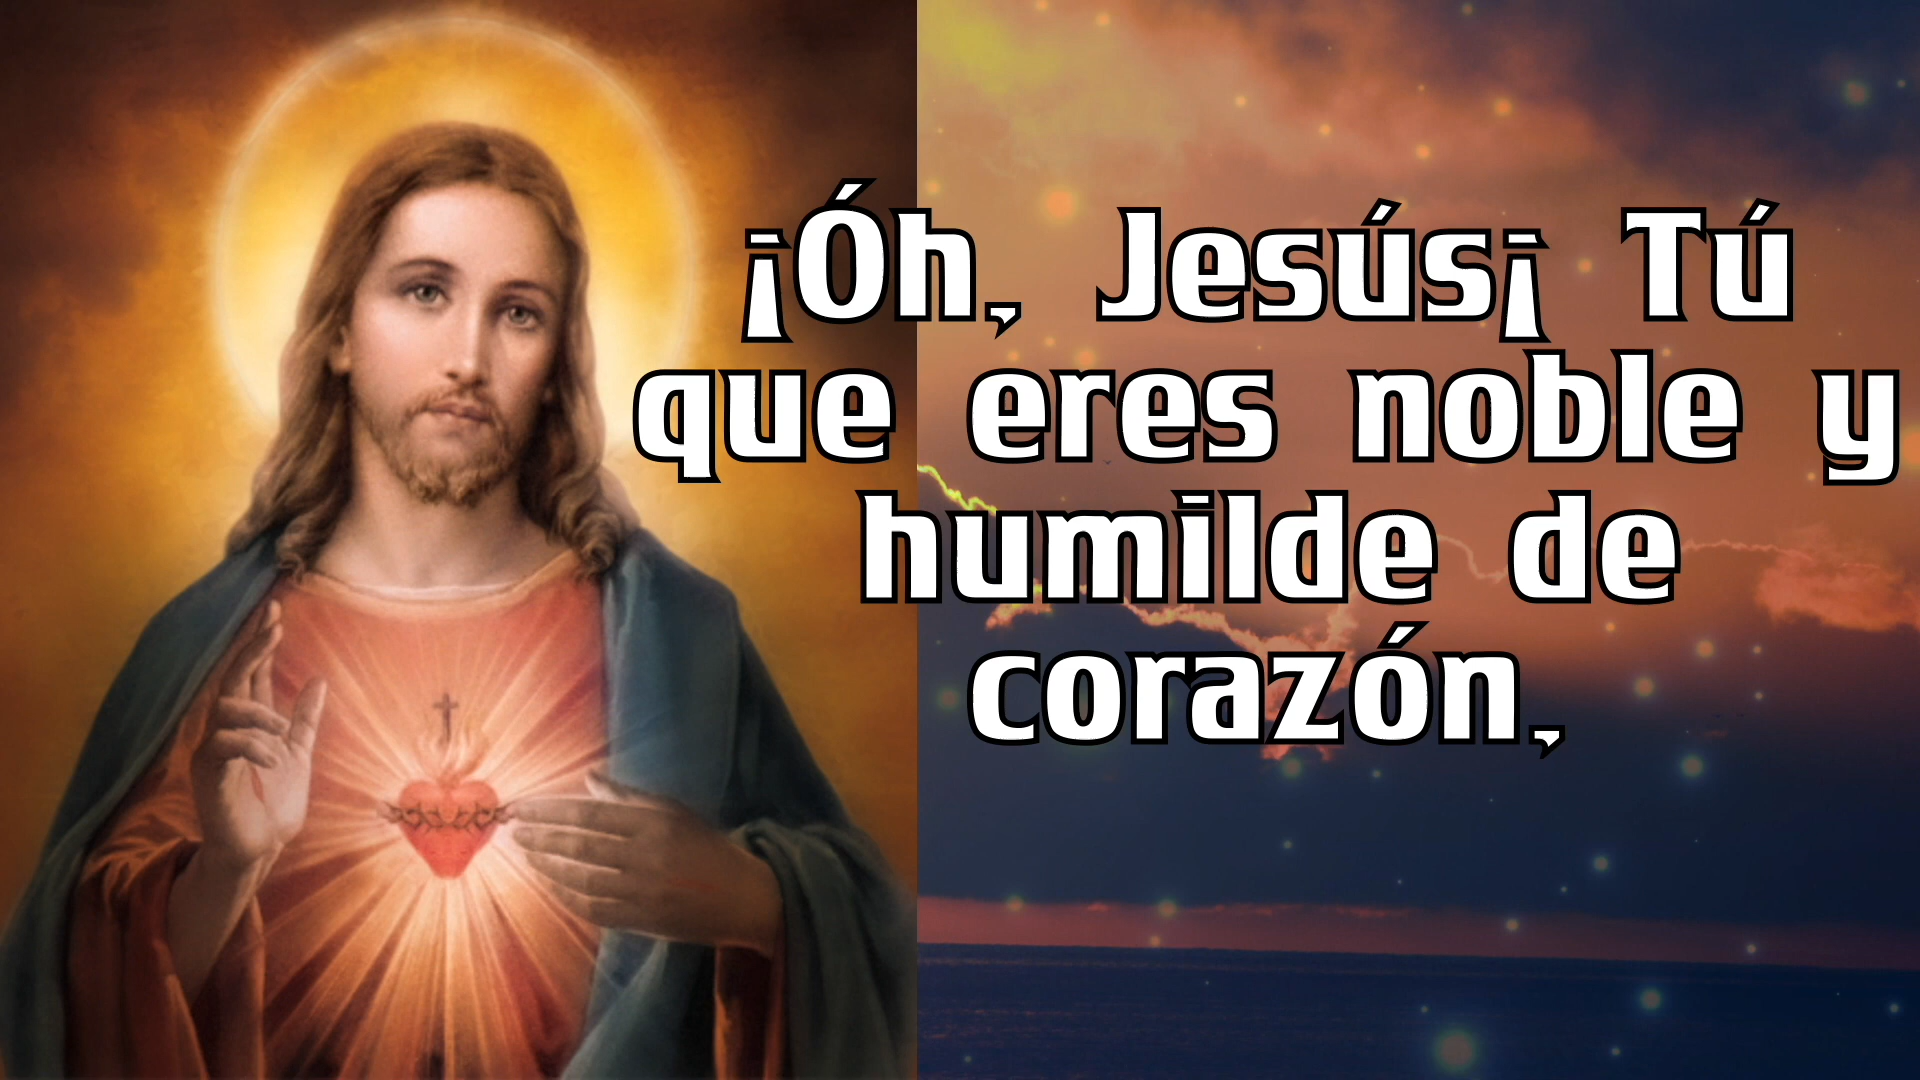 ¡Óh, Jesús¡ Tú
que eres noble y
humilde de
corazón,